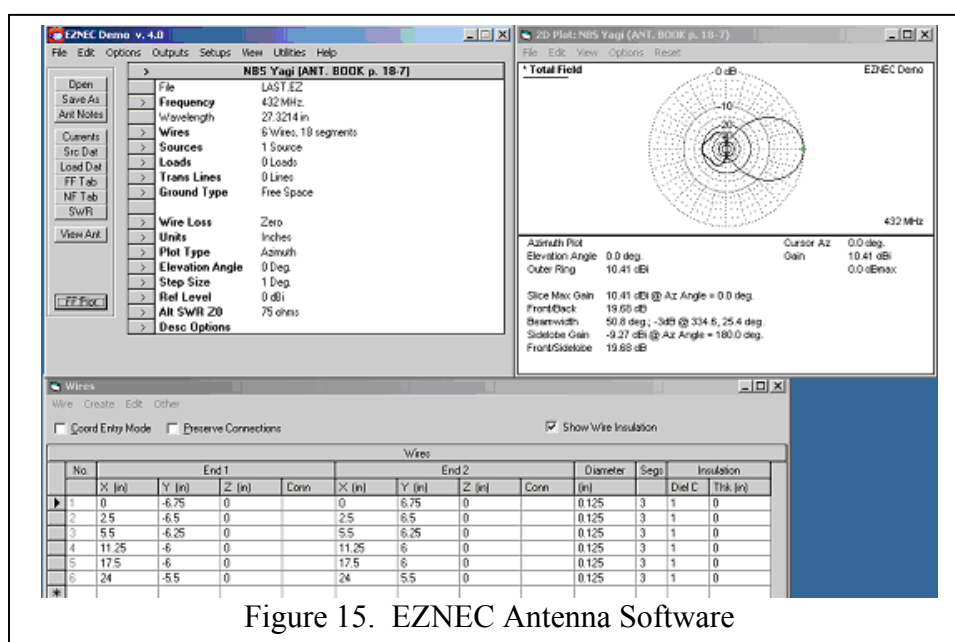 EZNEC Demo v. 4.0
File Edit Options Outputs Setups View Utilities Help
> NBS Yagi (ANT. BOOK p. 18-7)
Open
Save As
Ant Notes
Currents
Src Dat
Load Dat
FF Tab
NF Tab
SWR
View Ant
FF Plot
File LAST.EZ
> Frequency 432 MHz.
Wavelength 27.3214 in
> Wires 6 Wires, 18 segments
> Sources 1 Source
> Loads 0 Loads
> Trans Lines 0 Lines
> Ground Type Free Space
> Wire Loss Zero
> Units Inches
> Plot Type Azimuth
> Elevation Angle 0 Deg.
> Step Size 1 Deg.
> Ref Level 0 dBi
> Alt SWR Z0 75 ohms
> Desc Options
2D Plot: NBS Yagi (ANT. BOOK p. 18-7)
File Edit View Options Reset
* Total Field
EZNEC Demo
0 dB
-10
-20
432 MHz
Azimuth Plot Cursor Az 0.0 deg.
Elevation Angle 0.0 deg. Gain 10.41 dBi
Outer Ring 10.41 dBi 0.0 dBmax
Slice Max Gain 10.41 dBi @ Az Angle = 0.0 deg.
Front/Back 19.68 dB
Beamwidth 50.8 deg.; -3dB @ 334.6, 25.4 deg.
Sidelobe Gain -9.27 dBi @ Az Angle = 180.0 deg.
Front/Sidelobe 19.68 dB
Wires
Wire Create Edit Other
Coord Entry Mode Preserve Connections Show Wire Insulation
Wires
No. End 1 End 2 Diameter Segs Insulation
X (in) Y (in) Z (in) Conn X (in) Y (in) Z (in) Conn (in) Diel C Thk (in)
1 0 -6.75 0 0 6.75 0 0.125 3 1 0
2 2.5 -6.5 0 2.5 6.5 0 0.125 3 1 0
3 5.5 -6.25 0 5.5 6.25 0 0.125 3 1 0
4 11.25 -6 0 11.25 6 0 0.125 3 1 0
5 17.5 -6 0 17.5 6 0 0.125 3 1 0
6 24 -5.5 0 24 5.5 0 0.125 3 1 0
*
Figure 15. EZNEC Antenna Software